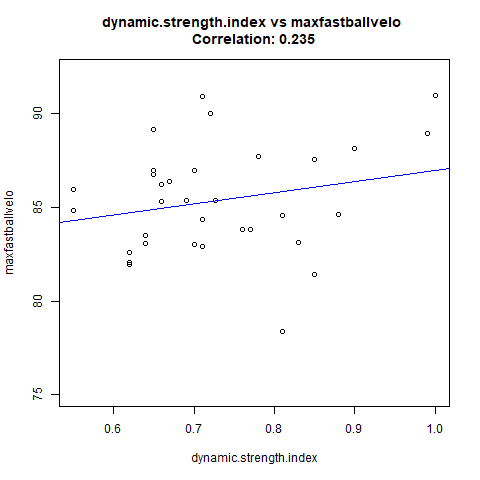 dynamic.strength.index vs maxfastballvelo
Correlation: 0.235
maxfastballvelo
90
85
80
75
0.6 0.7 0.8 0.9 1.0
dynamic.strength.index